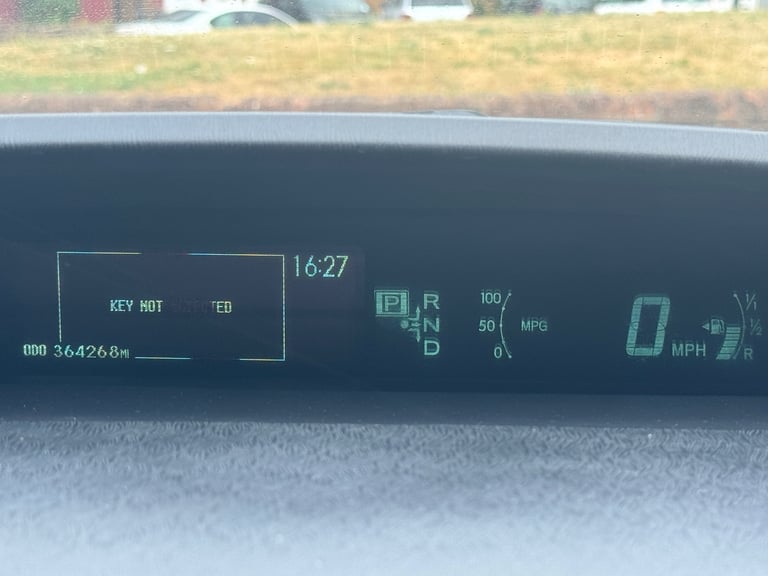 16:27
KEY NOT
ODO 364268MI
P
R
N
D
100
50
0
MPG
0 MPH
1/1
1/2
R